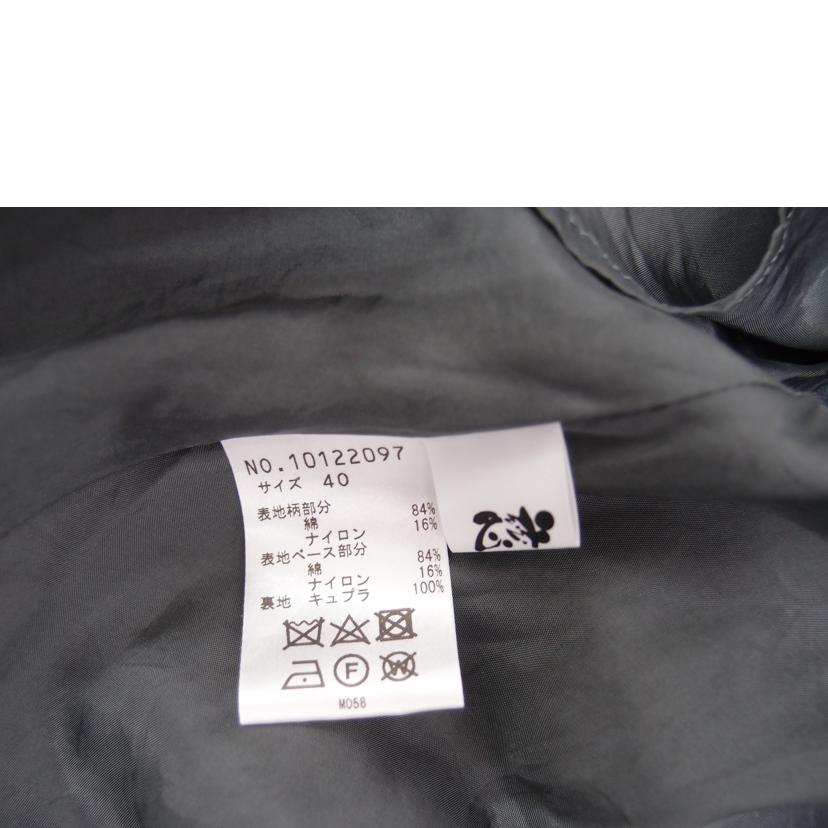 NO.10122097
サイズ 40
表地柄部分
綿 84%
ナイロン 16%
表地ベース部分
綿 84%
ナイロン 16%
裏地 キュプラ 100%
F W
M058